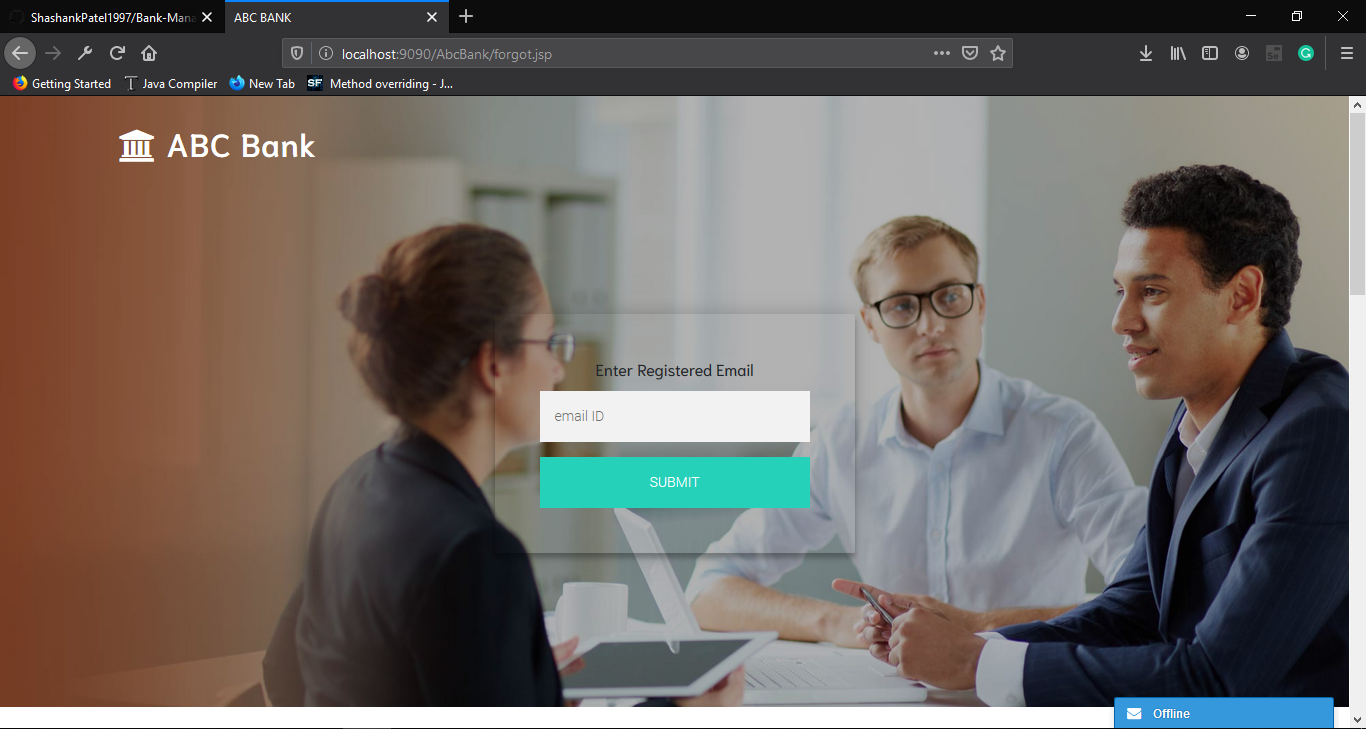 ShashankPatel1997/Bank-Mana
ABC BANK
localhost:9090/AbcBank/forgot.jsp
Getting Started
Java Compiler
New Tab
SF
Method overriding - J...
ABC Bank
Enter Registered Email
email ID
SUBMIT
Offline